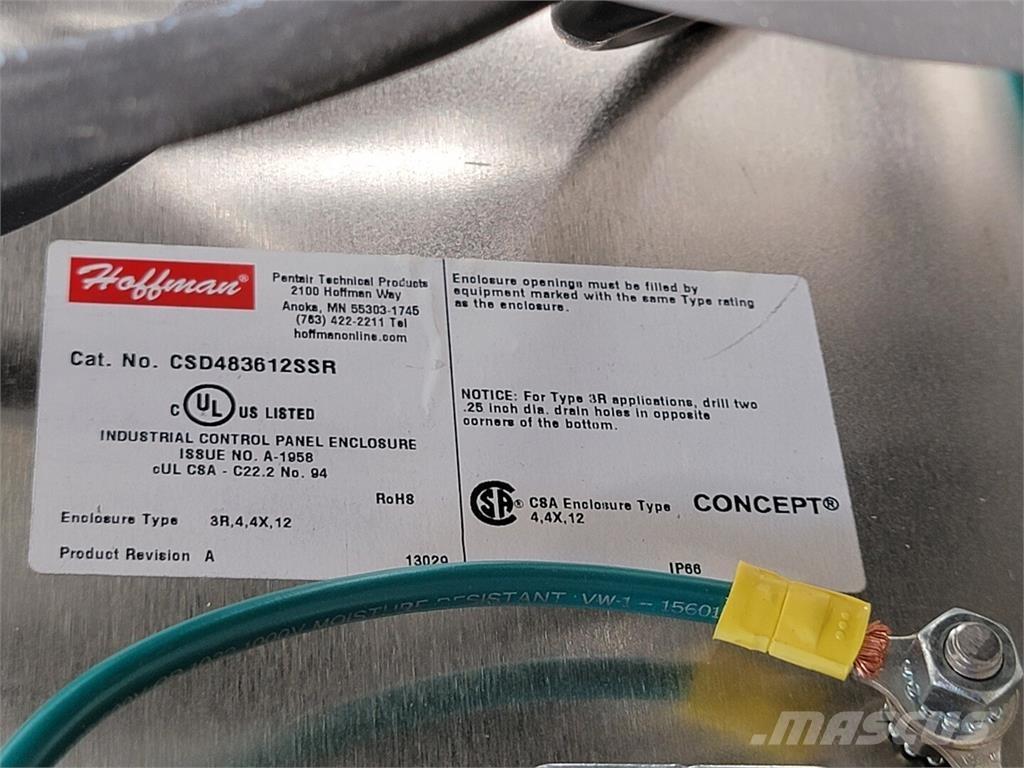 Hoffman®
Pentair Technical Products
2100 Hoffman Way
Anoka, MN 55303-1745
(763) 422-2211 Tel
hoffmanonline.com
Cat. No. CSD483612SSR
C UL US LISTED
INDUSTRIAL CONTROL PANEL ENCLOSURE
ISSUE NO. A-1958
cUL CSA - C22.2 No. 94
RoHS
Enclosure Type 3R,4,4X,12
Product Revision A
13029
Enclosure openings must be filled by
equipment marked with the same Type rating
as the enclosure.
NOTICE: For Type 3R applications, drill two
.25 inch dia. drain holes in opposite
corners of the bottom.
SA® CSA Enclosure Type
4,4X,12
CONCEPT®
IP66
1000V MOISTURE RESISTANT VW-1 - 15601
MASCUS